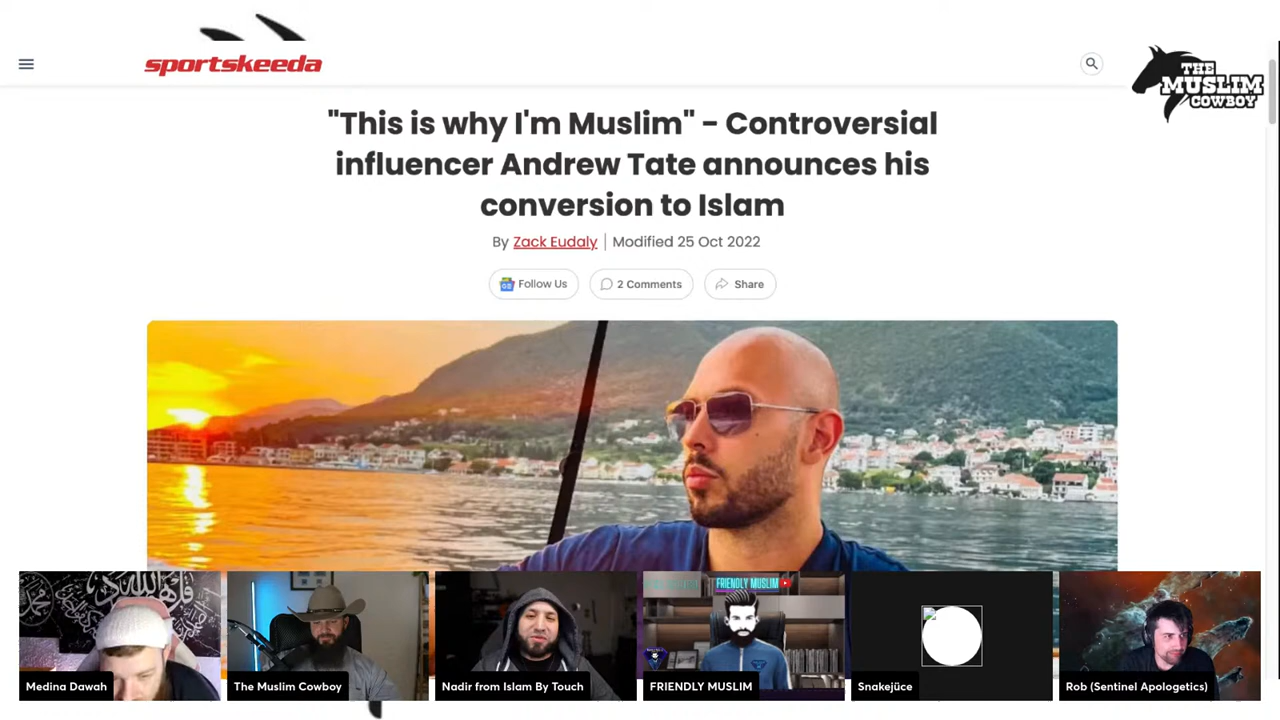 sportskeeda
THE
MUSLIM
COWBOY
"This is why I'm Muslim" - Controversial
influencer Andrew Tate announces his
conversion to Islam
By Zack Eudaly | Modified 25 Oct 2022
Follow Us
2 Comments
Share
FRIENDLY MUSLIM
Medina Dawah
The Muslim Cowboy
Nadir from Islam By Touch
FRIENDLY MUSLIM
Snakejüce
Rob (Sentinel Apologetics)